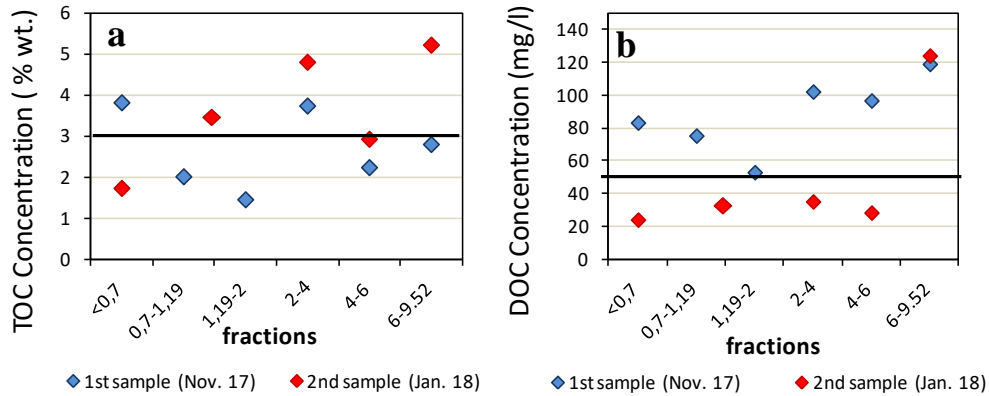 a
TOC Concentration ( % wt.)
6
5
4
3
2
1
0
<0,7
0,7-1,19
1,19-2
2-4
4-6
6-9.52
fractions
1st sample (Nov. 17)
2nd sample (Jan. 18)
b
DOC Concentration (mg/l)
140
120
100
80
60
40
20
0
<0,7
0,7-1,19
1,19-2
2-4
4-6
6-9.52
fractions
1st sample (Nov. 17)
2nd sample (Jan. 18)